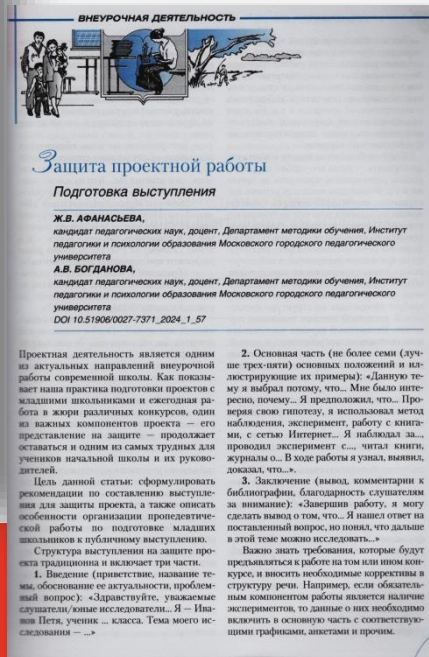 ВНЕУРОЧНАЯ ДЕЯТЕЛЬНОСТЬ
Защита проектной работы
Подготовка выступления
Ж.В. АФАНАСЬЕВА,
кандидат педагогических наук, доцент, Департамент методики обучения, Институт
педагогики и психологии образования Московского городского педагогического
университета
А.В. БОГДАНОВА,
кандидат педагогических наук, доцент, Департамент методики обучения, Институт
педагогики и психологии образования Московского городского педагогического
университета
DOI 10.51906/0027-7371_2024_1_57
Проектная деятельность является одним
из актуальных направлений внеурочной
работы современной школы. Как показы-
вает наша практика подготовки проектов с
младшими школьниками и ежегодная ра-
бота в жюри различных конкурсов, один
из важных компонентов проекта — его
представление на защите — продолжает
оставаться и одним из самых трудных для
учеников начальной школы и их руково-
дителей.
Цель данной статьи: сформулировать
рекомендации по составлению выступле-
ния для защиты проекта, а также описать
особенности организации пропедевтиче-
ской работы по подготовке младших
школьников к публичному выступлению.
Структура выступления на защите про-
екта традиционна и включает три части.
1. Введение (приветствие, название те-
мы, обоснование ее актуальности, проблем-
ный вопрос): «Здравствуйте, уважаемые
слушатели/юные исследователи... Я — Ива-
нов Петя, ученик ... класса. Тема моего ис-
следования — ...»
2. Основная часть (не более семи (луч-
ше трех-пяти) основных положений и ил-
люстрирующие их примеры): «Данную те-
му я выбрал потому, что... Мне было инте-
ресно, почему... Я предположил, что... Про-
веряя свою гипотезу, я использовал метод
наблюдения, эксперимент, работу с книга-
ми, с сетью Интернет... Я наблюдал за...,
проводил эксперимент с..., читал книги,
журналы о... В ходе работы я узнал, выявил,
доказал, что...».
3. Заключение (вывод, комментарии к
библиографии, благодарность слушателям
за внимание): «Завершив работу, я могу
сделать вывод о том, что... Я нашел ответ на
поставленный вопрос, но понял, что дальше
в этой теме можно исследовать...»
Важно знать требования, которые будут
предъявляться к работе на том или ином кон-
курсе, и вносить необходимые коррективы в
структуру речи. Например, если обязатель-
ным компонентом работы является наличие
экспериментов, то данные о них необходимо
включить в основную часть с соответствую-
щими графиками, анкетами и прочим.